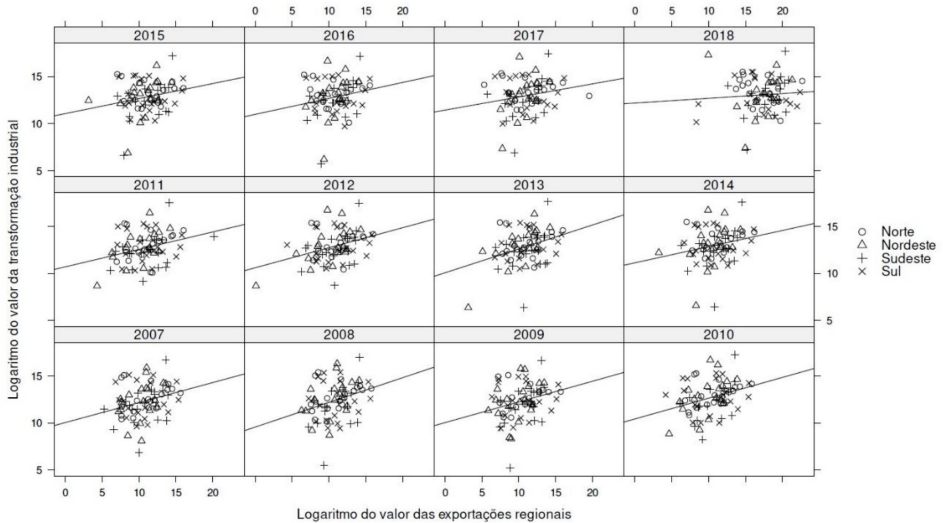 0 5 10 15 20 0 5 10 15 20
2015 2016 2017 2018
15
10
5
2011 2012 2013 2014
15
10
5
2007 2008 2009 2010
15
10
5
0 5 10 15 20 0 5 10 15 20
Logaritmo do valor da transformação industrial
Logaritmo do valor das exportações regionais
Norte
Nordeste
Sudeste
Sul